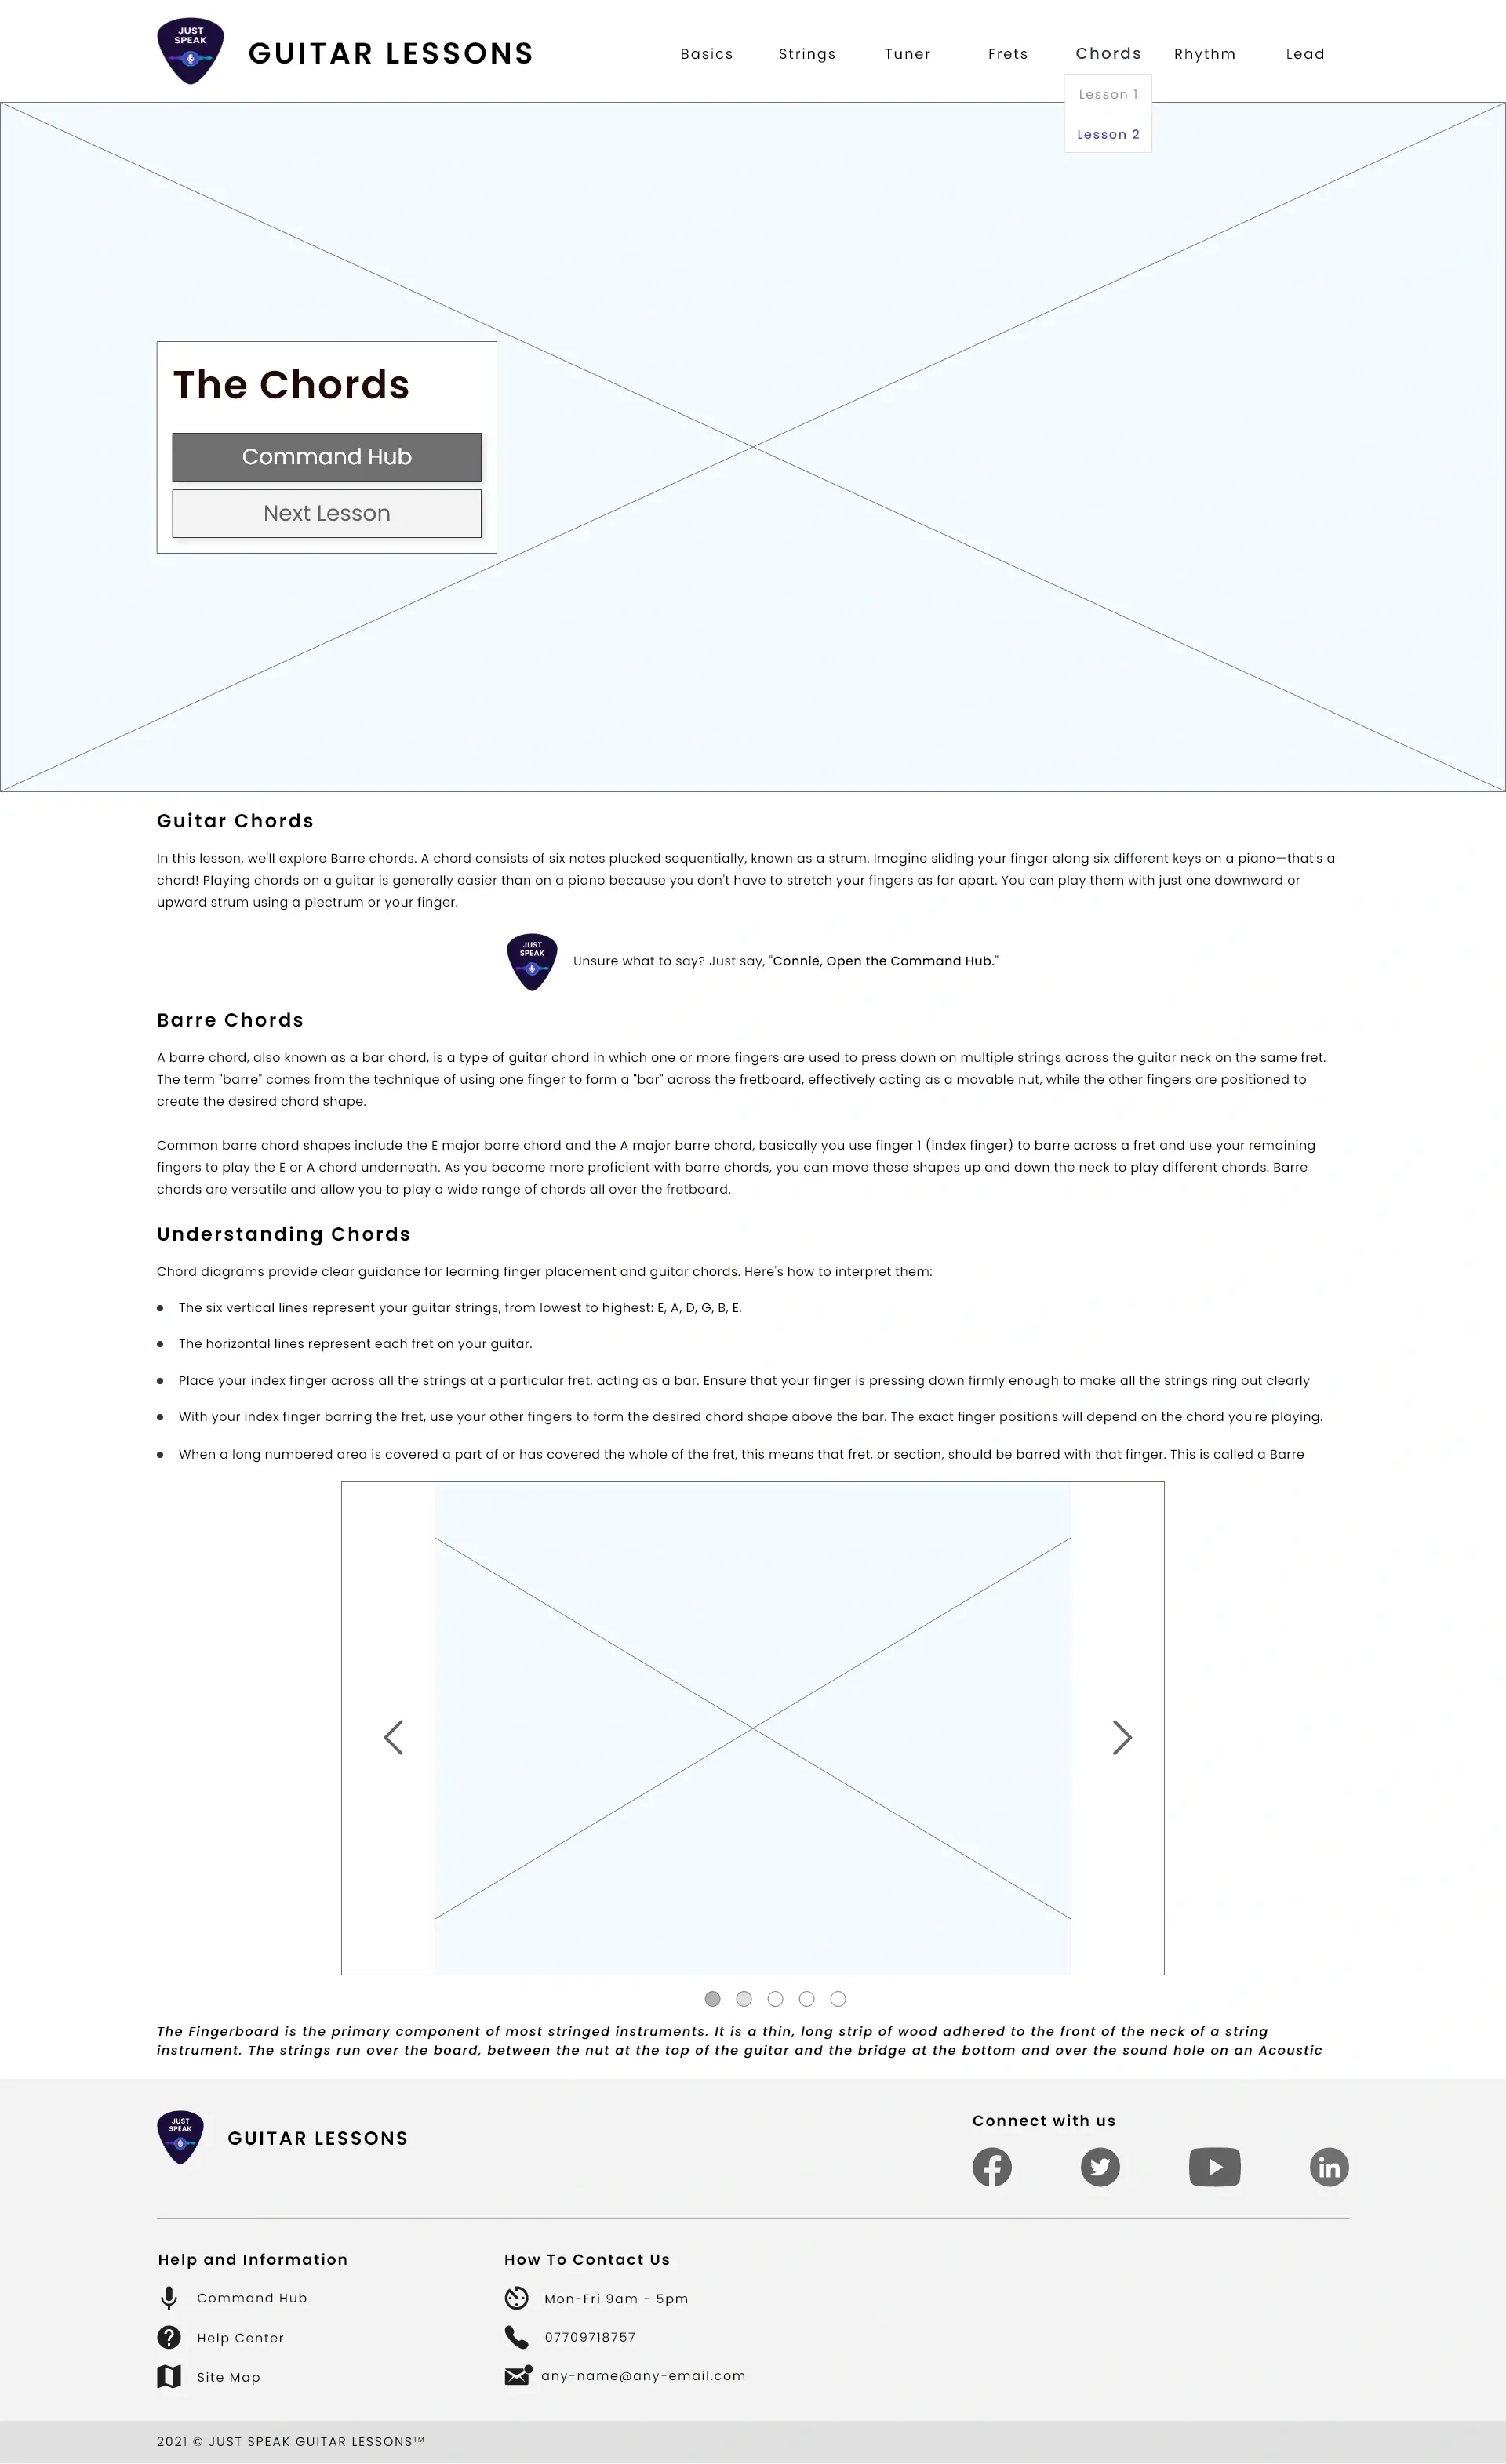 JUST
SPEAK
GUITAR LESSONS
Basics
Strings
Tuner
Frets
Chords
Rhythm
Lead
Lesson 1
Lesson 2
The Chords
Command Hub
Next Lesson
Guitar Chords
In this lesson, we'll explore Barre chords. A chord consists of six notes plucked sequentially, known as a strum. Imagine sliding your finger along six different keys on a piano—that's a
chord! Playing chords on a guitar is generally easier than on a piano because you don't have to stretch your fingers as far apart. You can play them with just one downward or
upward strum using a plectrum or your finger.
JUST
SPEAK
Unsure what to say? Just say, "Connie, Open the Command Hub."
Barre Chords
A barre chord, also known as a bar chord, is a type of guitar chord in which one or more fingers are used to press down on multiple strings across the guitar neck on the same fret.
The term "barre" comes from the technique of using one finger to form a "bar" across the fretboard, effectively acting as a movable nut, while the other fingers are positioned to
create the desired chord shape.
Common barre chord shapes include the E major barre chord and the A major barre chord, basically you use finger 1 (index finger) to barre across a fret and use your remaining
fingers to play the E or A chord underneath. As you become more proficient with barre chords, you can move these shapes up and down the neck to play different chords. Barre
chords are versatile and allow you to play a wide range of chords all over the fretboard.
Understanding Chords
Chord diagrams provide clear guidance for learning finger placement and guitar chords. Here's how to interpret them:
The six vertical lines represent your guitar strings, from lowest to highest: E, A, D, G, B, E.
The horizontal lines represent each fret on your guitar.
Place your index finger across all the strings at a particular fret, acting as a bar. Ensure that your finger is pressing down firmly enough to make all the strings ring out clearly
With your index finger barring the fret, use your other fingers to form the desired chord shape above the bar. The exact finger positions will depend on the chord you're playing.
When a long numbered area is covered a part of or has covered the whole of the fret, this means that fret, or section, should be barred with that finger. This is called a Barre
The Fingerboard is the primary component of most stringed instruments. It is a thin, long strip of wood adhered to the front of the neck of a string
instrument. The strings run over the board, between the nut at the top of the guitar and the bridge at the bottom and over the sound hole on an Acoustic
JUST
SPEAK
GUITAR LESSONS
Connect with us
Help and Information
Command Hub
Help Center
Site Map
How To Contact Us
Mon-Fri 9am - 5pm
07709718757
any-name@any-email.com
2021 © JUST SPEAK GUITAR LESSONS™